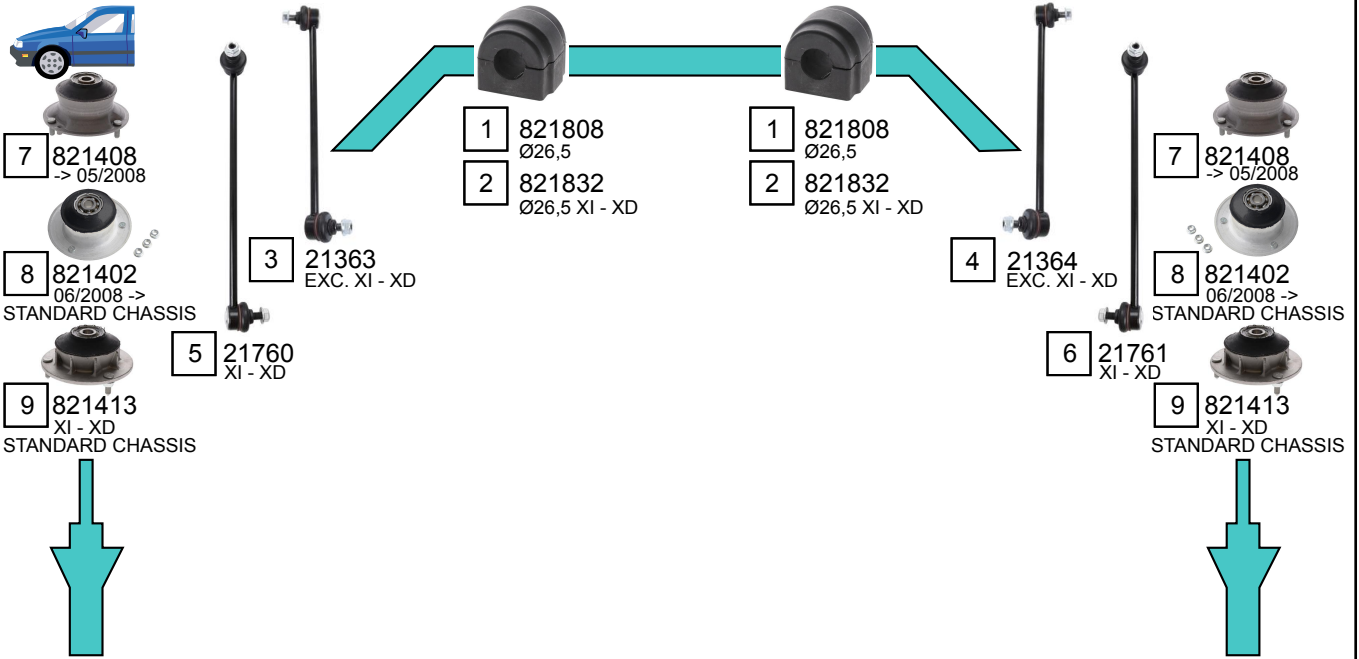 7 821408
-> 05/2008
8 821402
06/2008 ->
STANDARD CHASSIS
9 821413
XI - XD
STANDARD CHASSIS
5 21760
XI - XD
3 21363
EXC. XI - XD
1 821808
Ø26,5
2 821832
Ø26,5 XI - XD
1 821808
Ø26,5
2 821832
Ø26,5 XI - XD
4 21364
EXC. XI - XD
6 21761
XI - XD
7 821408
-> 05/2008
8 821402
06/2008 ->
STANDARD CHASSIS
9 821413
XI - XD
STANDARD CHASSIS